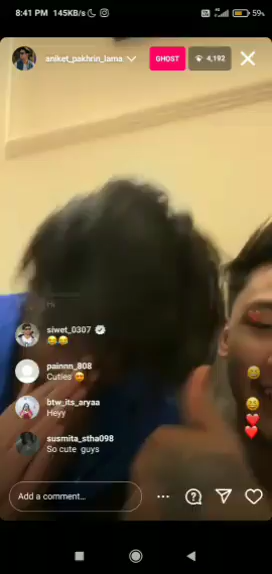 8:41 PM 145KB/s
59%
aniket_pakhrin_lama
GHOST
4,192
Hi
siwet_0307
😂😂
painnn_808
Cuties 😍
btw_its_aryaa
Heyy
susmita_stha098
So cute guys
Add a comment...